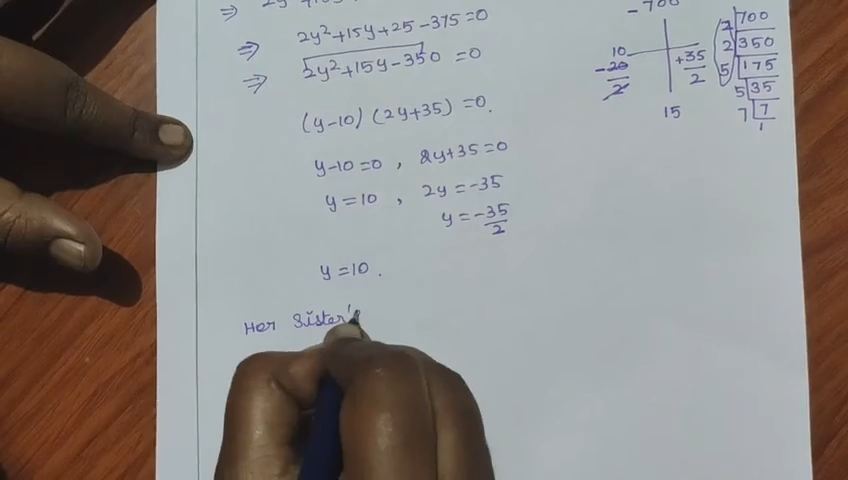 ⇒
⇒ 2y²+15y+25-375=0
⇒ 2y²+15y-350 =0
(y-10) (2y+35) =0.
y-10=0 , 2y+35=0
y=10 , 2y=-35
y=-35/2
y=10.
Her Sister'
-700
10
-20
2
+35
2
15
2 700
2 350
5 175
5 35
7 7
1